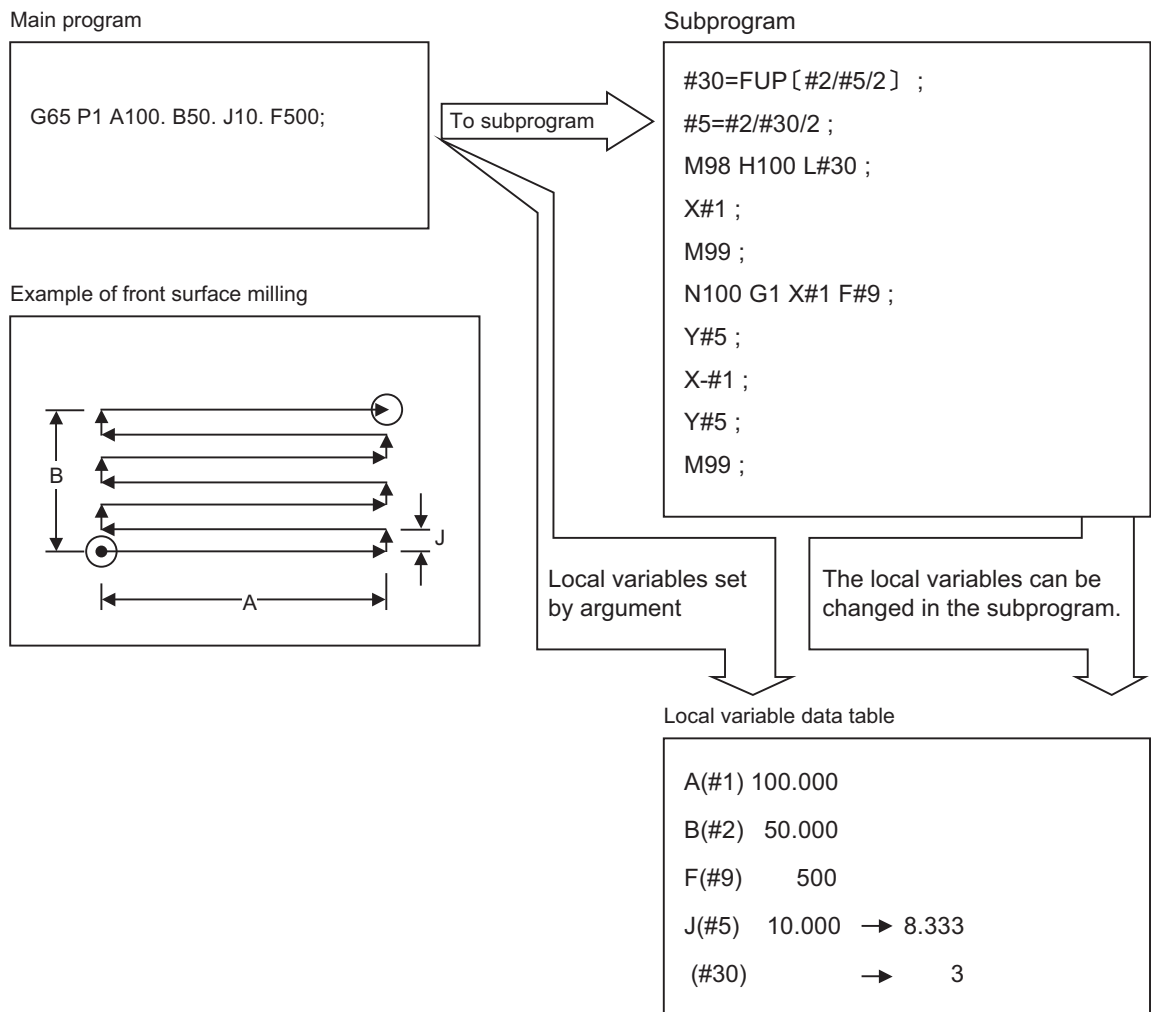 Main program
G65 P1 A100. B50. J10. F500;
To subprogram
Subprogram
#30=FUP〔#2/#5/2〕 ;
#5=#2/#30/2 ;
M98 H100 L#30 ;
X#1 ;
M99 ;
N100 G1 X#1 F#9 ;
Y#5 ;
X-#1 ;
Y#5 ;
M99 ;
Example of front surface milling
B
J
A
Local variables set
by argument
The local variables can be
changed in the subprogram.
Local variable data table
A(#1) 100.000
B(#2) 50.000
F(#9) 500
J(#5) 10.000 → 8.333
(#30) → 3